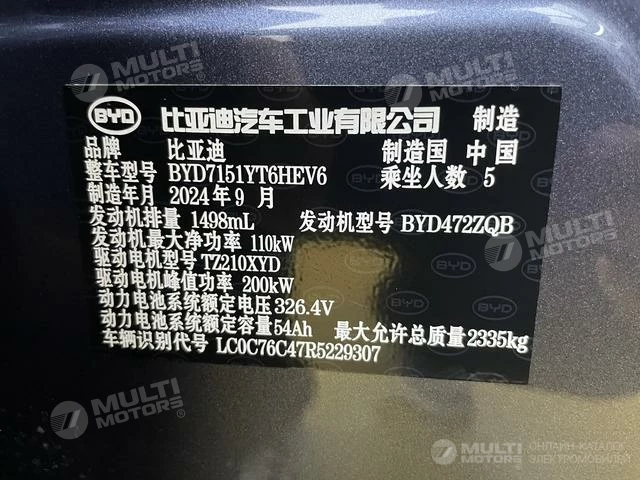 BYD 比亚迪汽车工业有限公司 制造
品牌 比亚迪 制造国 中国
整车型号 BYD7151YT6HEV6 乘坐人数 5
制造年月 2024年9月
发动机排量 1498mL 发动机型号 BYD472ZQB
发动机最大净功率 110kW
驱动电机型号 TZ210XYD
驱动电机峰值功率 200kW
动力电池系统额定电压 326.4V
动力电池系统额定容量 54Ah 最大允许总质量 2335kg
车辆识别代号 LC0C76C47R5229307
MULTI MOTORS
MULTI MOTORS
MULTI MOTORS
MULTI MOTORS
MULTI MOTORS ОНЛАЙН-КАТАЛОГ ЭЛЕКТРОМОБИЛЕЙ